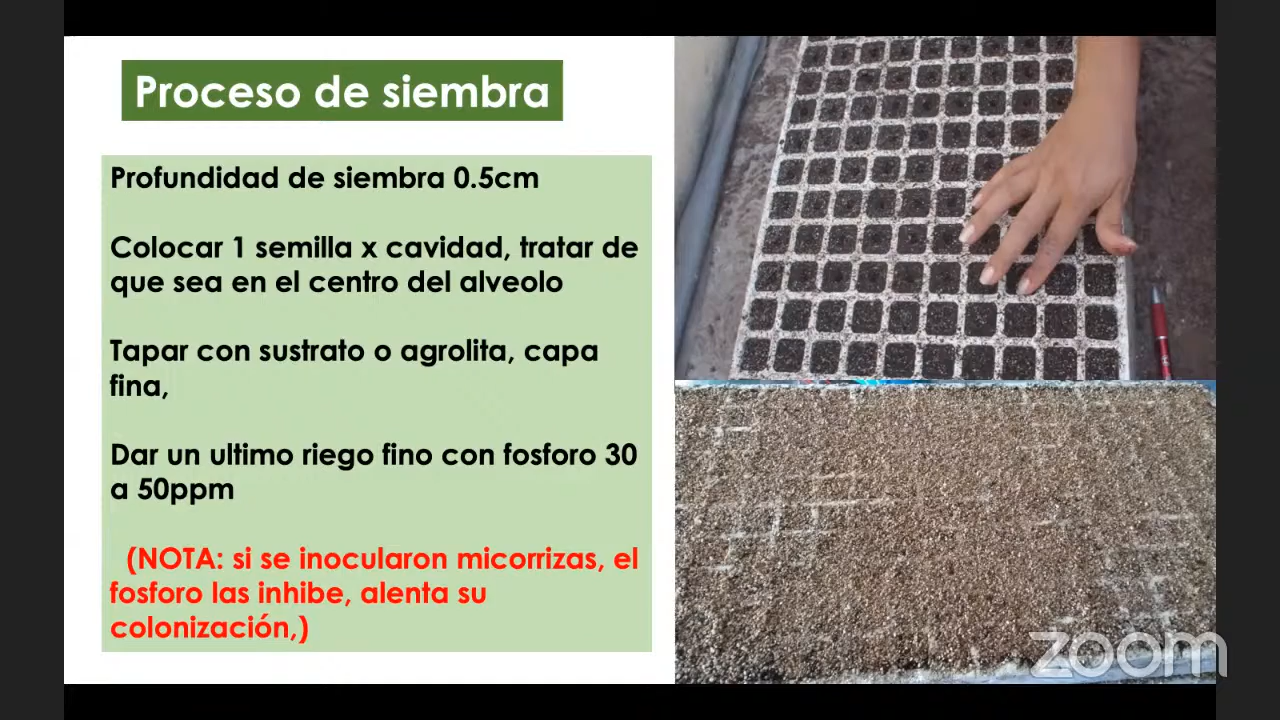 Proceso de siembra
Profundidad de siembra 0.5cm
Colocar 1 semilla x cavidad, tratar de
que sea en el centro del alveolo
Tapar con sustrato o agrolita, capa
fina,
Dar un ultimo riego fino con fosforo 30
a 50ppm
(NOTA: si se inocularon micorrizas, el
fosforo las inhibe, alenta su
colonización,)
zoom